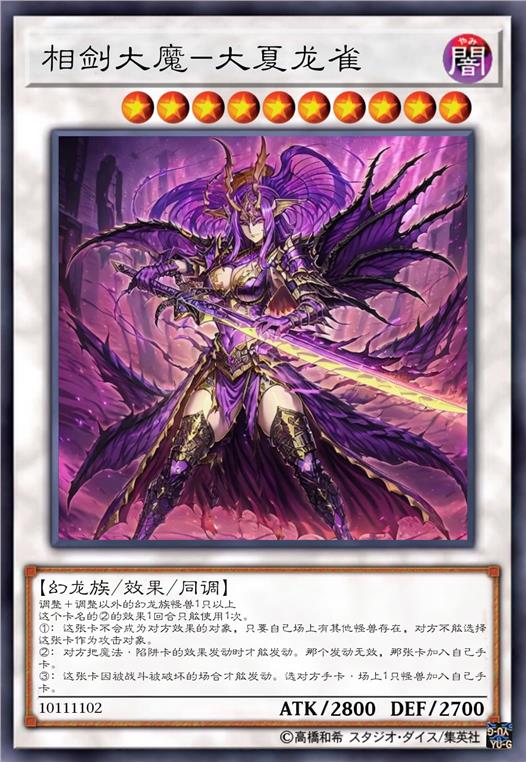 相剑大魔-大夏龙雀
闇
やみ
【幻龙族/效果/同调】
调整＋调整以外的幻龙族怪兽1只以上
这个卡名的②的效果1回合只能使用1次。
①：这张卡不会成为对方效果的对象，只要自己场上有其他怪兽存在，对方不能选择
这张卡作为攻击对象。
②：对方把魔法·陷阱卡的效果发动时才能发动。那个发动无效，那张卡加入自己手
卡。
③：这张卡因被战斗被破坏的场合才能发动。选对方手卡·场上1只怪兽加入自己手
卡。
10111102
ATK/2800 DEF/2700
©高橋和希 スタジオ・ダイス/集英社